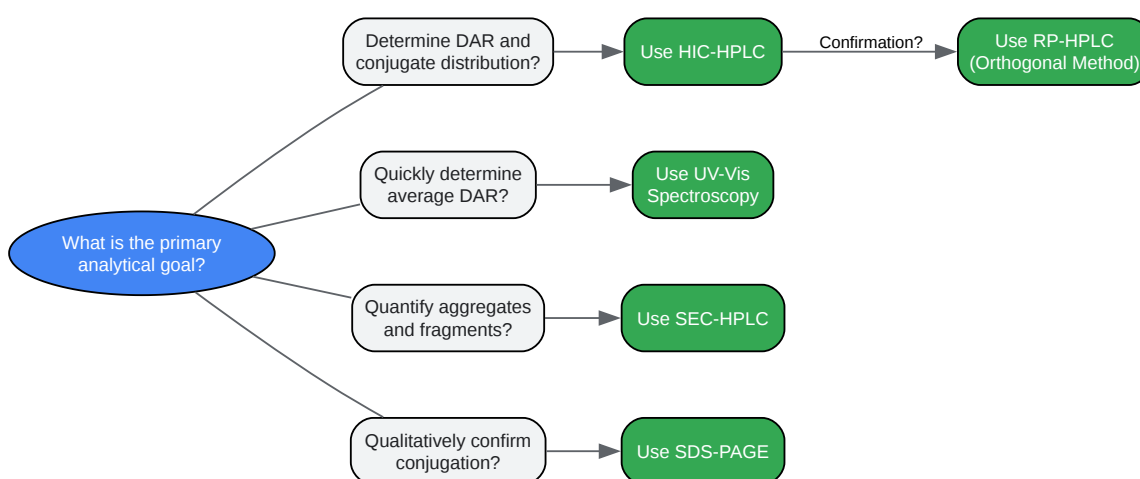 Determine DAR and
conjugate distribution?
Use HIC-HPLC
Confirmation?
Use RP-HPLC
(Orthogonal Method)
Quickly determine
average DAR?
Use UV-Vis
Spectroscopy
What is the primary
analytical goal?
Quantify aggregates
and fragments?
Use SEC-HPLC
Qualitatively confirm
conjugation?
Use SDS-PAGE